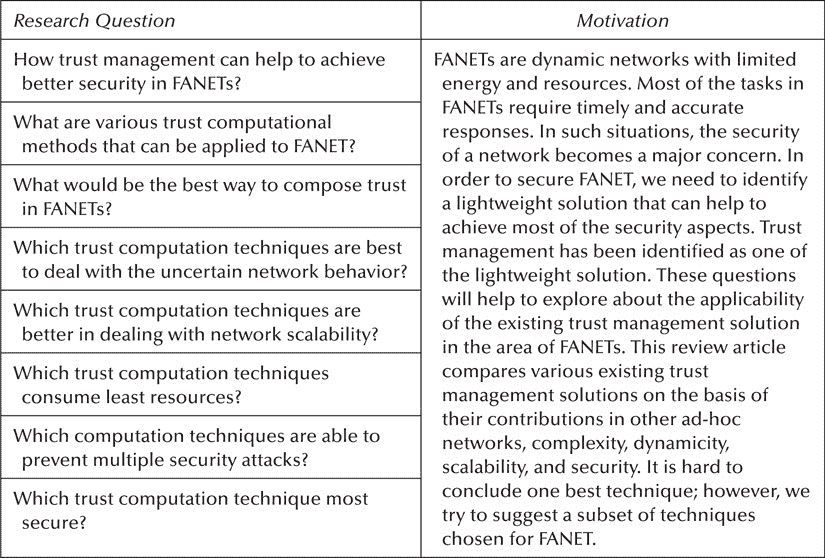 Research Question
How trust management can help to achieve
better security in FANETs?
What are various trust computational
methods that can be applied to FANET?
What would be the best way to compose trust
in FANETs?
Which trust computation techniques are best
to deal with the uncertain network behavior?
Which trust computation techniques are
better in dealing with network scalability?
Which trust computation techniques
consume least resources?
Which computation techniques are able to
prevent multiple security attacks?
Which trust computation technique most
secure?
Motivation
FANETs are dynamic networks with limited
energy and resources. Most of the tasks in
FANETs require timely and accurate
responses. In such situations, the security
of a network becomes a major concern. In
order to secure FANET, we need to identify
a lightweight solution that can help to
achieve most of the security aspects. Trust
management has been identified as one of
the lightweight solution. These questions
will help to explore about the applicability
of the existing trust management solution
in the area of FANETs. This review article
compares various existing trust
management solutions on the basis of
their contributions in other ad-hoc
networks, complexity, dynamicity,
scalability, and security. It is hard to
conclude one best technique; however, we
try to suggest a subset of techniques
chosen for FANET.